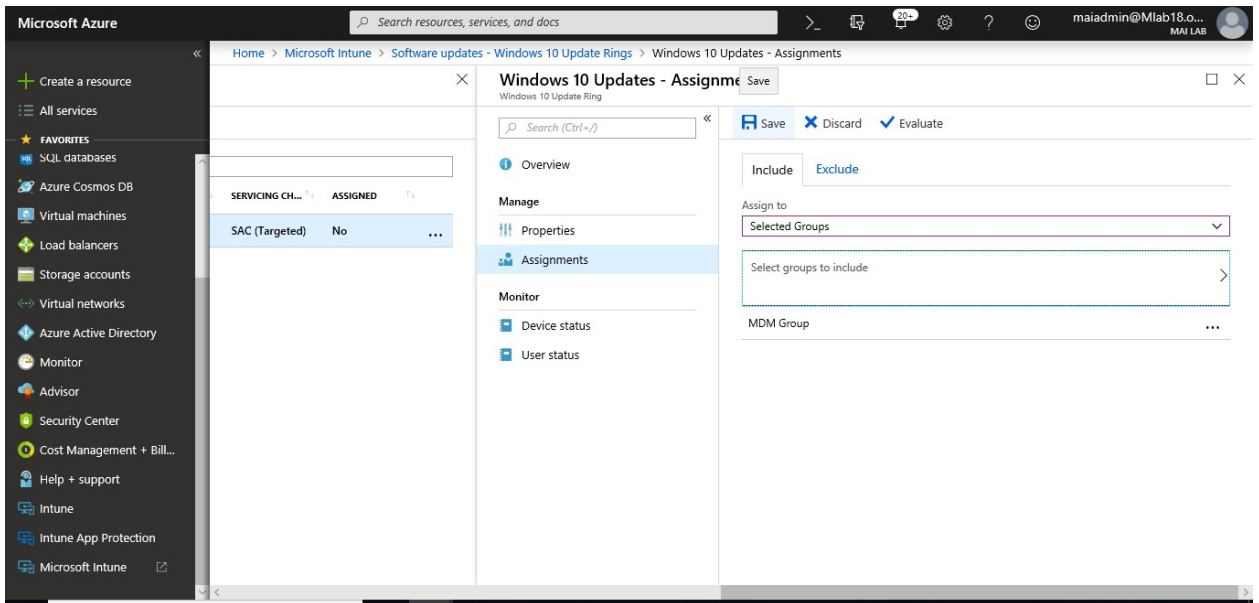 Microsoft Azure
Search resources, services, and docs
20+
maiadmin@Mlab18.o...
MAI LAB
Home > Microsoft Intune > Software updates - Windows 10 Update Rings > Windows 10 Updates - Assignments
Create a resource
All services
FAVORITES
SQL databases
Azure Cosmos DB
Virtual machines
Load balancers
Storage accounts
Virtual networks
Azure Active Directory
Monitor
Advisor
Security Center
Cost Management + Bill...
Help + support
Intune
Intune App Protection
Microsoft Intune
SERVICING CH... ASSIGNED
SAC (Targeted) No ...
Windows 10 Updates - Assignme
Save
Windows 10 Update Ring
Search (Ctrl+/)
Overview
Manage
Properties
Assignments
Monitor
Device status
User status
Save Discard Evaluate
Include Exclude
Assign to
Selected Groups
Select groups to include
MDM Group ...